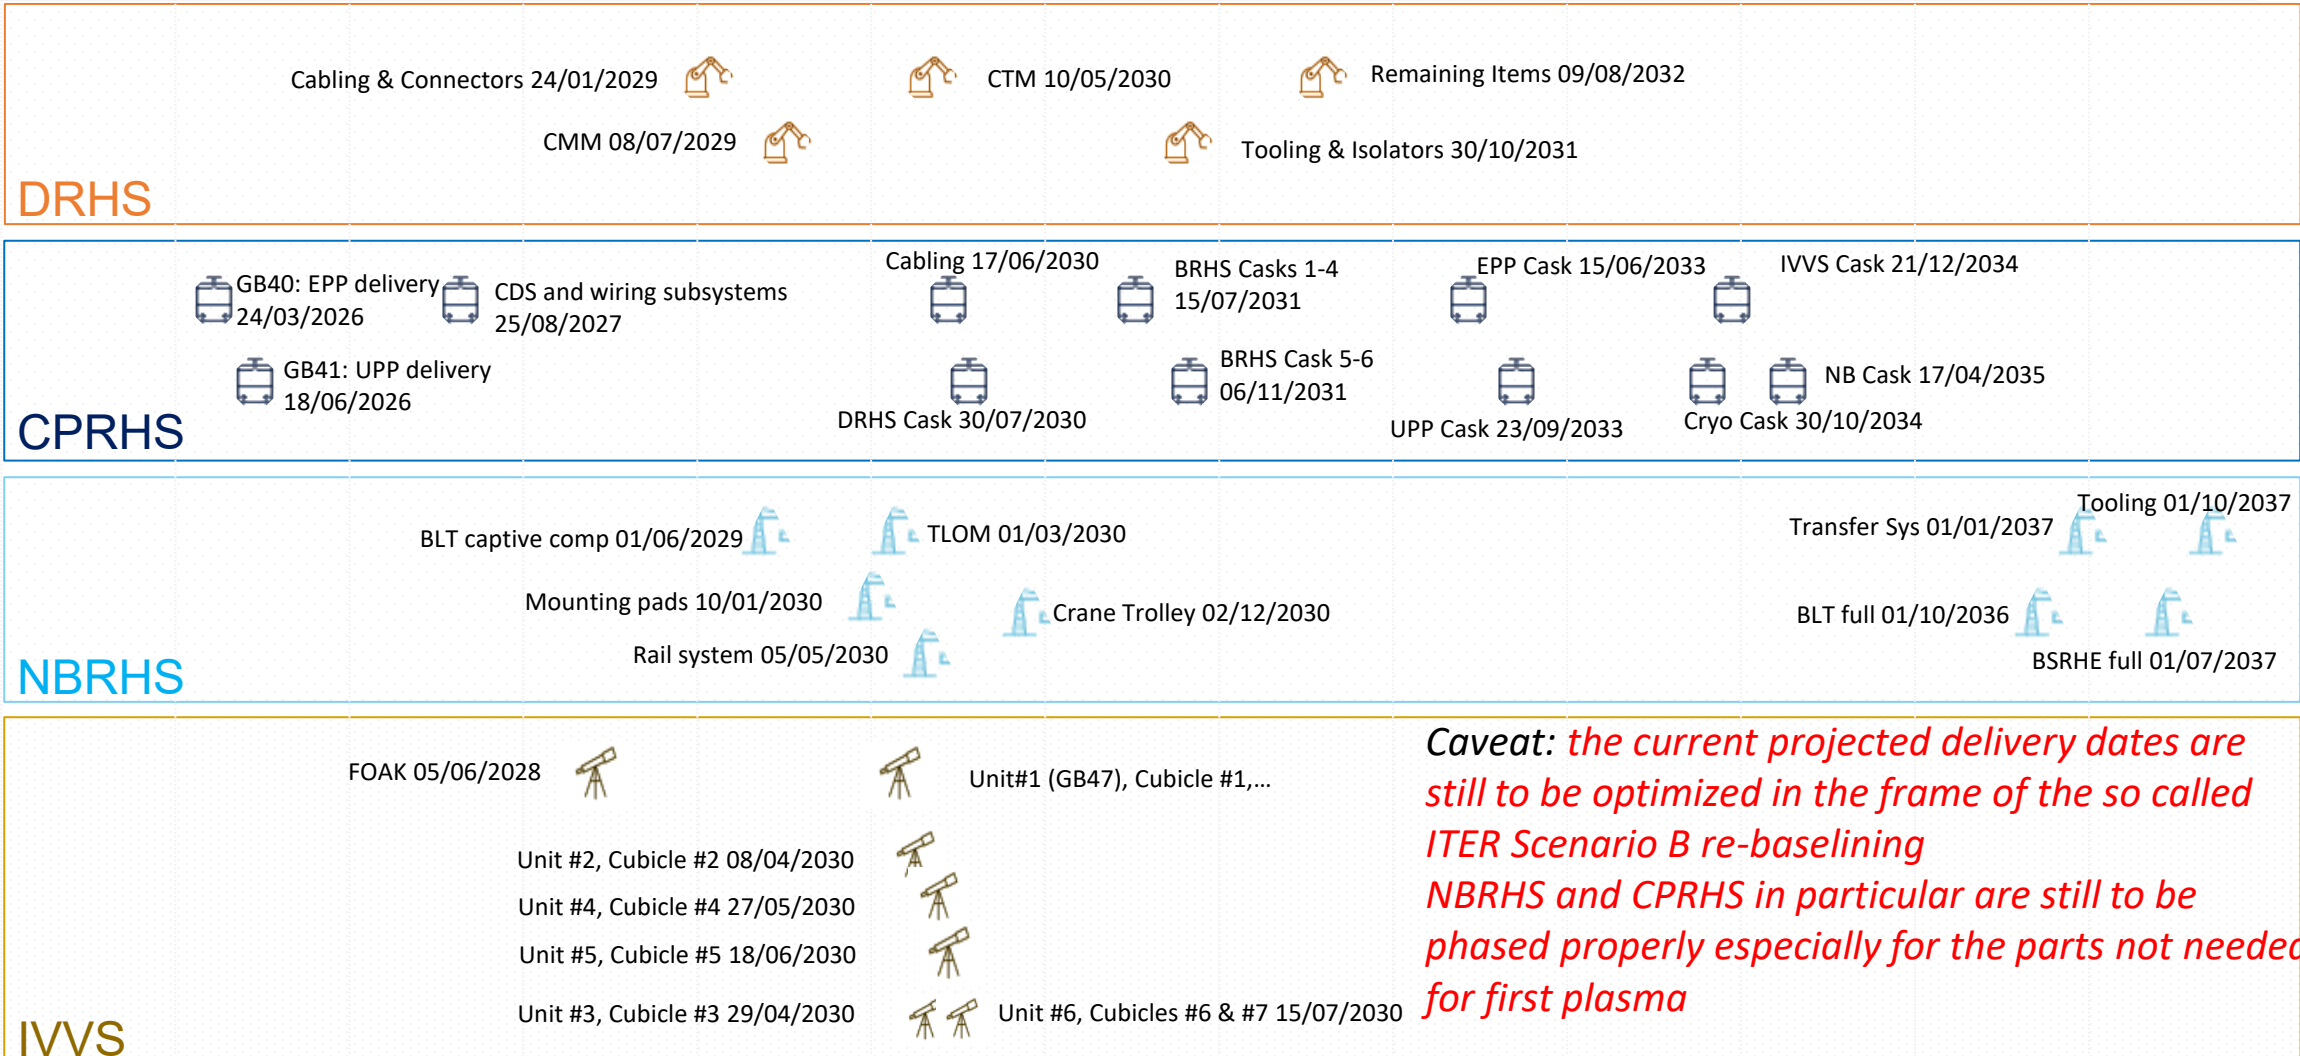 Cabling & Connectors 24/01/2029
CTM 10/05/2030
Remaining Items 09/08/2032
CMM 08/07/2029
Tooling & Isolators 30/10/2031
DRHS
Cabling 17/06/2030
BRHS Casks 1-4
15/07/2031
EPP Cask 15/06/2033
IVVS Cask 21/12/2034
GB40: EPP delivery
24/03/2026
CDS and wiring subsystems
25/08/2027
GB41: UPP delivery
18/06/2026
BRHS Cask 5-6
06/11/2031
NB Cask 17/04/2035
DRHS Cask 30/07/2030
UPP Cask 23/09/2033
Cryo Cask 30/10/2034
CPRHS
Tooling 01/10/2037
BLT captive comp 01/06/2029
TLOM 01/03/2030
Transfer Sys 01/01/2037
Mounting pads 10/01/2030
Crane Trolley 02/12/2030
BLT full 01/10/2036
Rail system 05/05/2030
BSRHE full 01/07/2037
NBRHS
FOAK 05/06/2028
Unit#1 (GB47), Cubicle #1,...
Unit #2, Cubicle #2 08/04/2030
Unit #4, Cubicle #4 27/05/2030
Unit #5, Cubicle #5 18/06/2030
Unit #3, Cubicle #3 29/04/2030
Unit #6, Cubicles #6 & #7 15/07/2030
IVVS
Caveat: the current projected delivery dates are
still to be optimized in the frame of the so called
ITER Scenario B re-baselining
NBRHS and CPRHS in particular are still to be
phased properly especially for the parts not needed
for first plasma